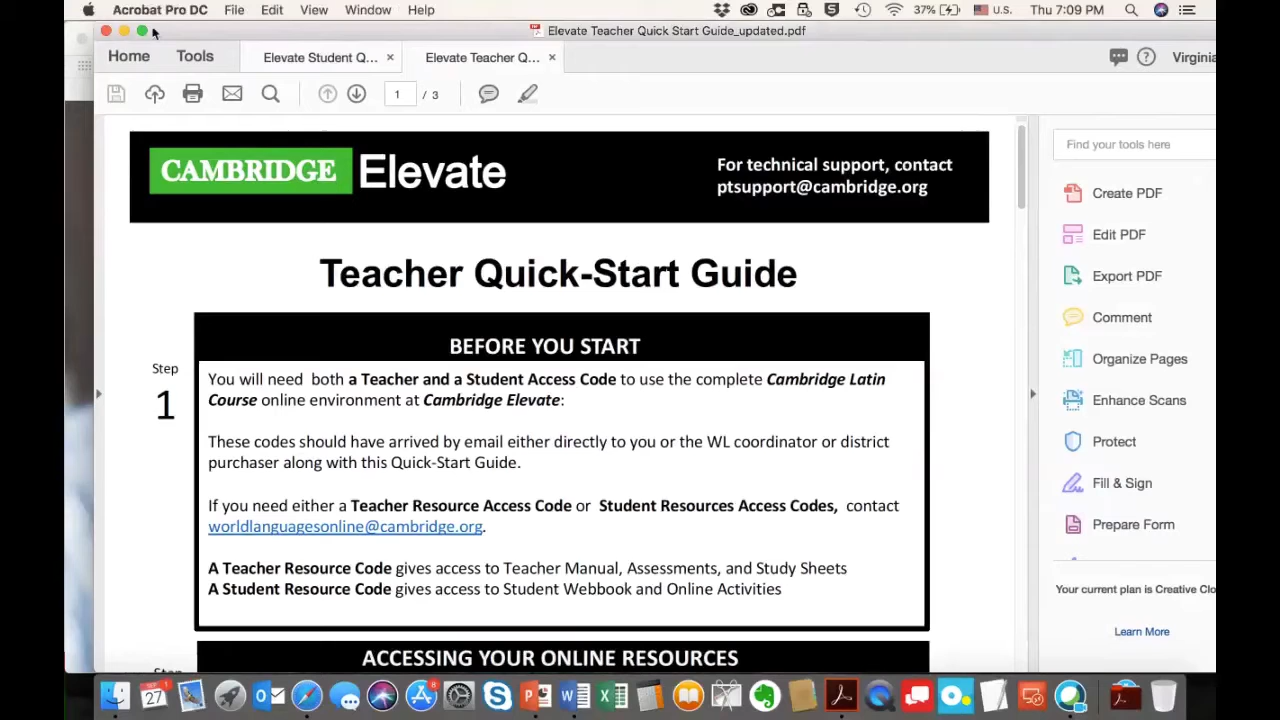 Acrobat Pro DC File Edit View Window Help 37% U.S. Thu 7:09 PM
Elevate Teacher Quick Start Guide_updated.pdf
Home Tools Elevate Student Q... × Elevate Teacher Q... × Virginia
1 / 3
CAMBRIDGE Elevate
For technical support, contact
ptsupport@cambridge.org
Find your tools here
Create PDF
Edit PDF
Export PDF
Comment
Organize Pages
Enhance Scans
Protect
Fill & Sign
Prepare Form
Your current plan is Creative Clo
Learn More
Teacher Quick-Start Guide
BEFORE YOU START
Step
1
You will need both a Teacher and a Student Access Code to use the complete Cambridge Latin
Course online environment at Cambridge Elevate:
These codes should have arrived by email either directly to you or the WL coordinator or district
purchaser along with this Quick-Start Guide.
If you need either a Teacher Resource Access Code or Student Resources Access Codes, contact
worldlanguagesonline@cambridge.org.
A Teacher Resource Code gives access to Teacher Manual, Assessments, and Study Sheets
A Student Resource Code gives access to Student Webbook and Online Activities
ACCESSING YOUR ONLINE RESOURCES